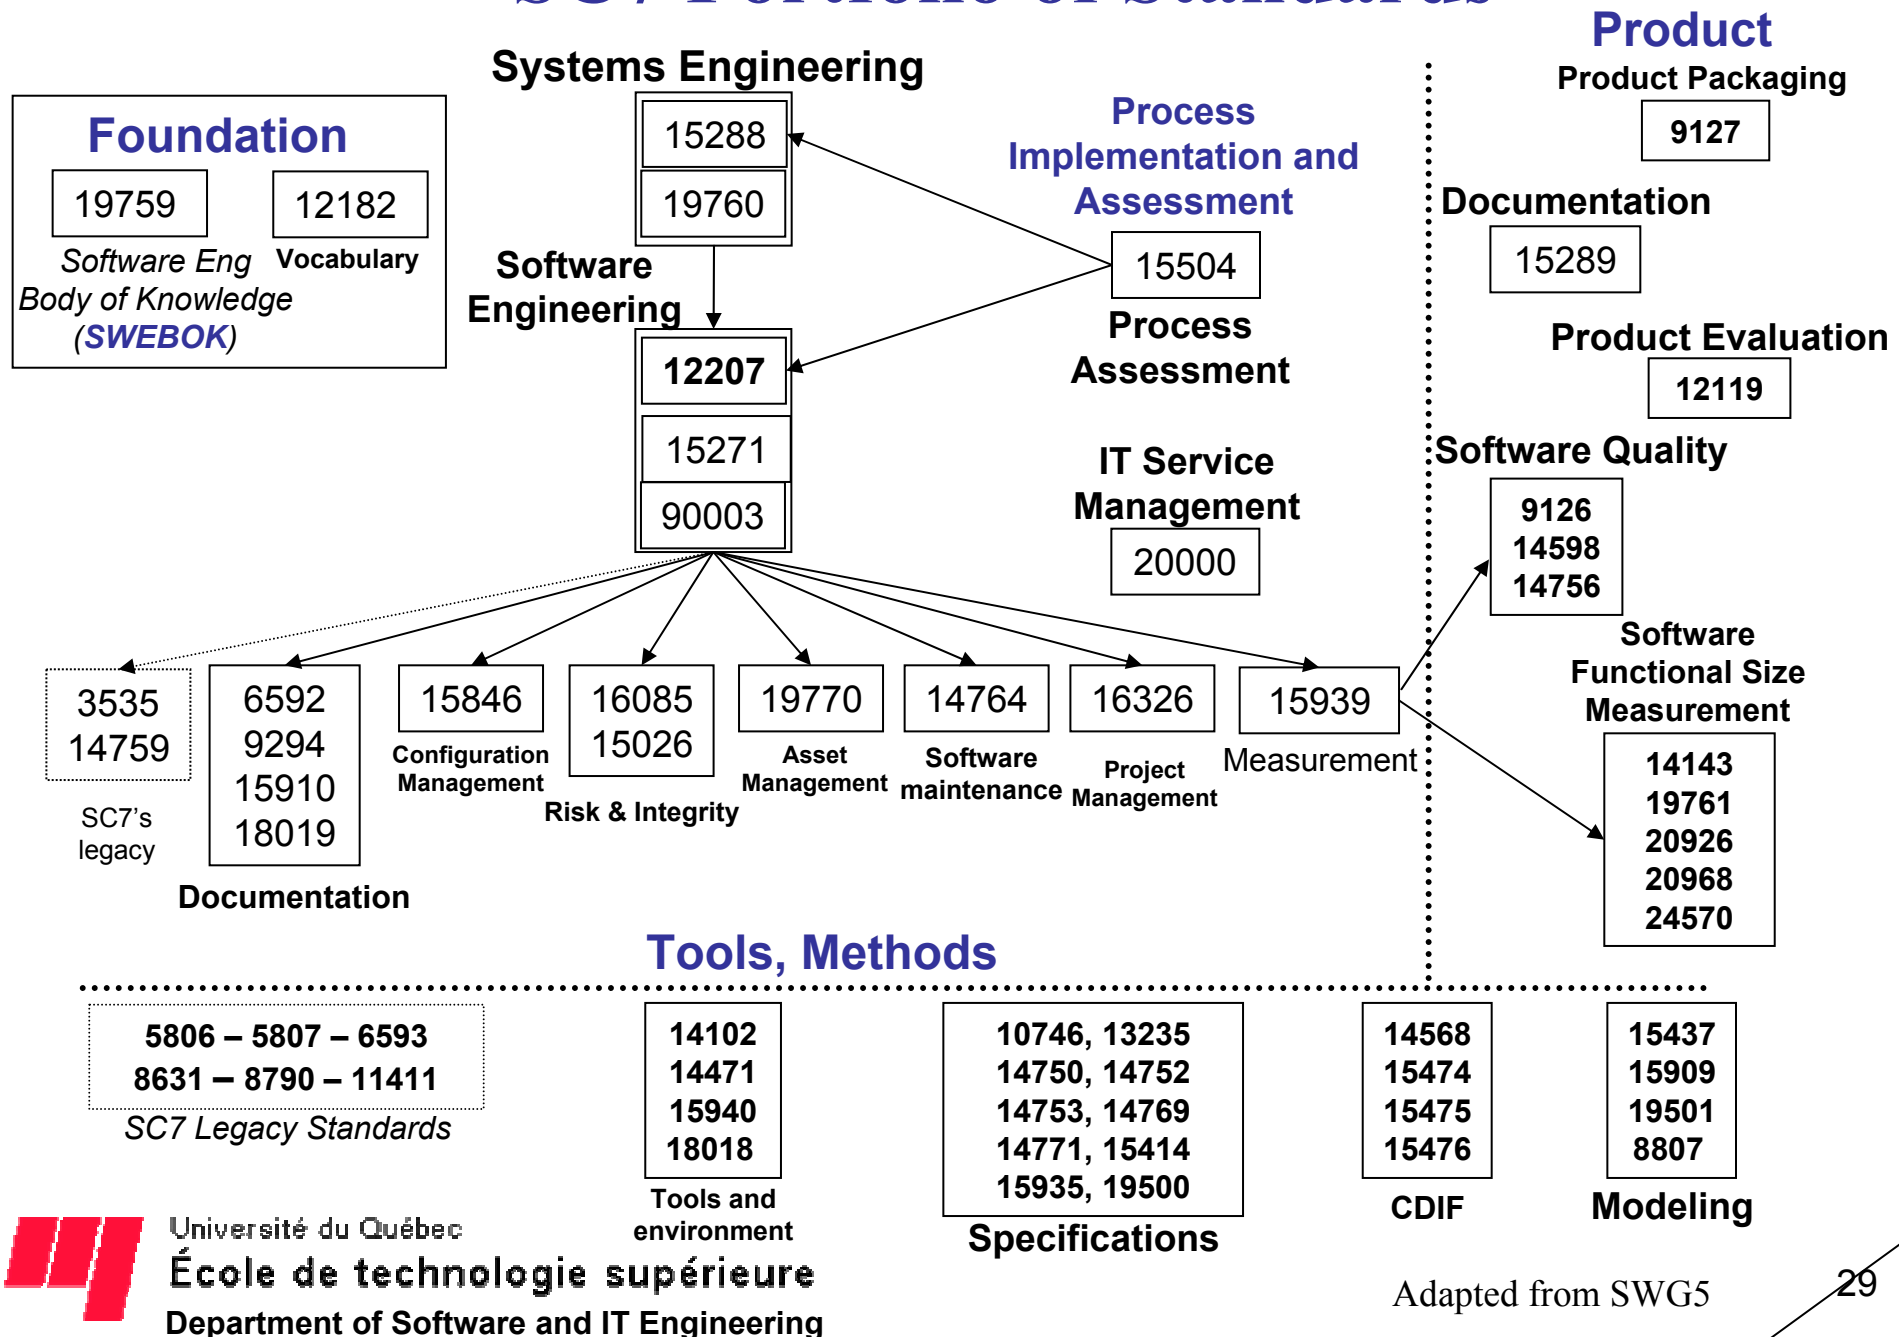 SC7 Portfolio of Standards
Product
Product Packaging
9127
Documentation
15289
Product Evaluation
12119
Software Quality
9126
14598
14756
Software
Functional Size
Measurement
14143
19761
20926
20968
24570
Foundation
19759
12182
Software Eng
Body of Knowledge
(SWEBOK)
Vocabulary
Systems Engineering
15288
19760
Software
Engineering
12207
15271
90003
Process
Implementation and
Assessment
15504
Process
Assessment
IT Service
Management
20000
3535
14759
SC7's
legacy
6592
9294
15910
18019
Documentation
15846
Configuration
Management
16085
15026
Risk & Integrity
19770
Asset
Management
14764
Software
maintenance
16326
Project
Management
15939
Measurement
Tools, Methods
5806 – 5807 – 6593
8631 – 8790 – 11411
SC7 Legacy Standards
14102
14471
15940
18018
Tools and
environment
10746, 13235
14750, 14752
14753, 14769
14771, 15414
15935, 19500
Specifications
14568
15474
15475
15476
CDIF
15437
15909
19501
8807
Modeling
Université du Québec
École de technologie supérieure
Department of Software and IT Engineering
Adapted from SWG5
29